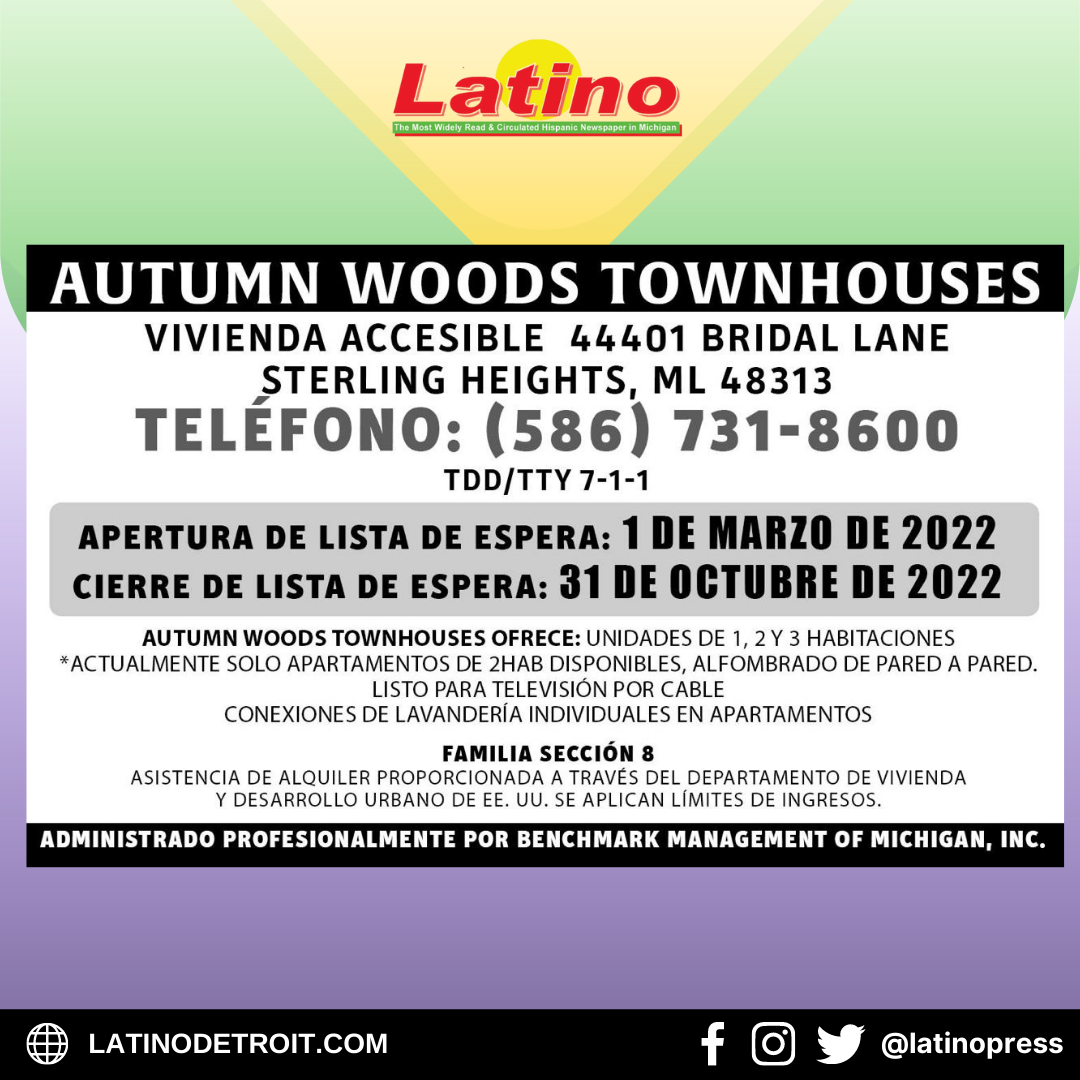 Latino
The Most Widely Read & Circulated Hispanic Newspaper in Michigan
AUTUMN WOODS TOWNHOUSES
VIVIENDA ACCESIBLE 44401 BRIDAL LANE
STERLING HEIGHTS, ML 48313
TELÉFONO: (586) 731-8600
TDD/TTY 7-1-1
APERTURA DE LISTA DE ESPERA: 1 DE MARZO DE 2022
CIERRE DE LISTA DE ESPERA: 31 DE OCTUBRE DE 2022
AUTUMN WOODS TOWNHOUSES OFRECE: UNIDADES DE 1, 2 Y 3 HABITACIONES
*ACTUALMENTE SOLO APARTAMENTOS DE 2HAB DISPONIBLES, ALFOMBRADO DE PARED A PARED.
LISTO PARA TELEVISIÓN POR CABLE
CONEXIONES DE LAVANDERÍA INDIVIDUALES EN APARTAMENTOS
FAMILIA SECCIÓN 8
ASISTENCIA DE ALQUILER PROPORCIONADA A TRAVÉS DEL DEPARTAMENTO DE VIVIENDA
Y DESARROLLO URBANO DE EE. UU. SE APLICAN LÍMITES DE INGRESOS.
ADMINISTRADO PROFESIONALMENTE POR BENCHMARK MANAGEMENT OF MICHIGAN, INC.
LATINODETROIT.COM
@latinopress